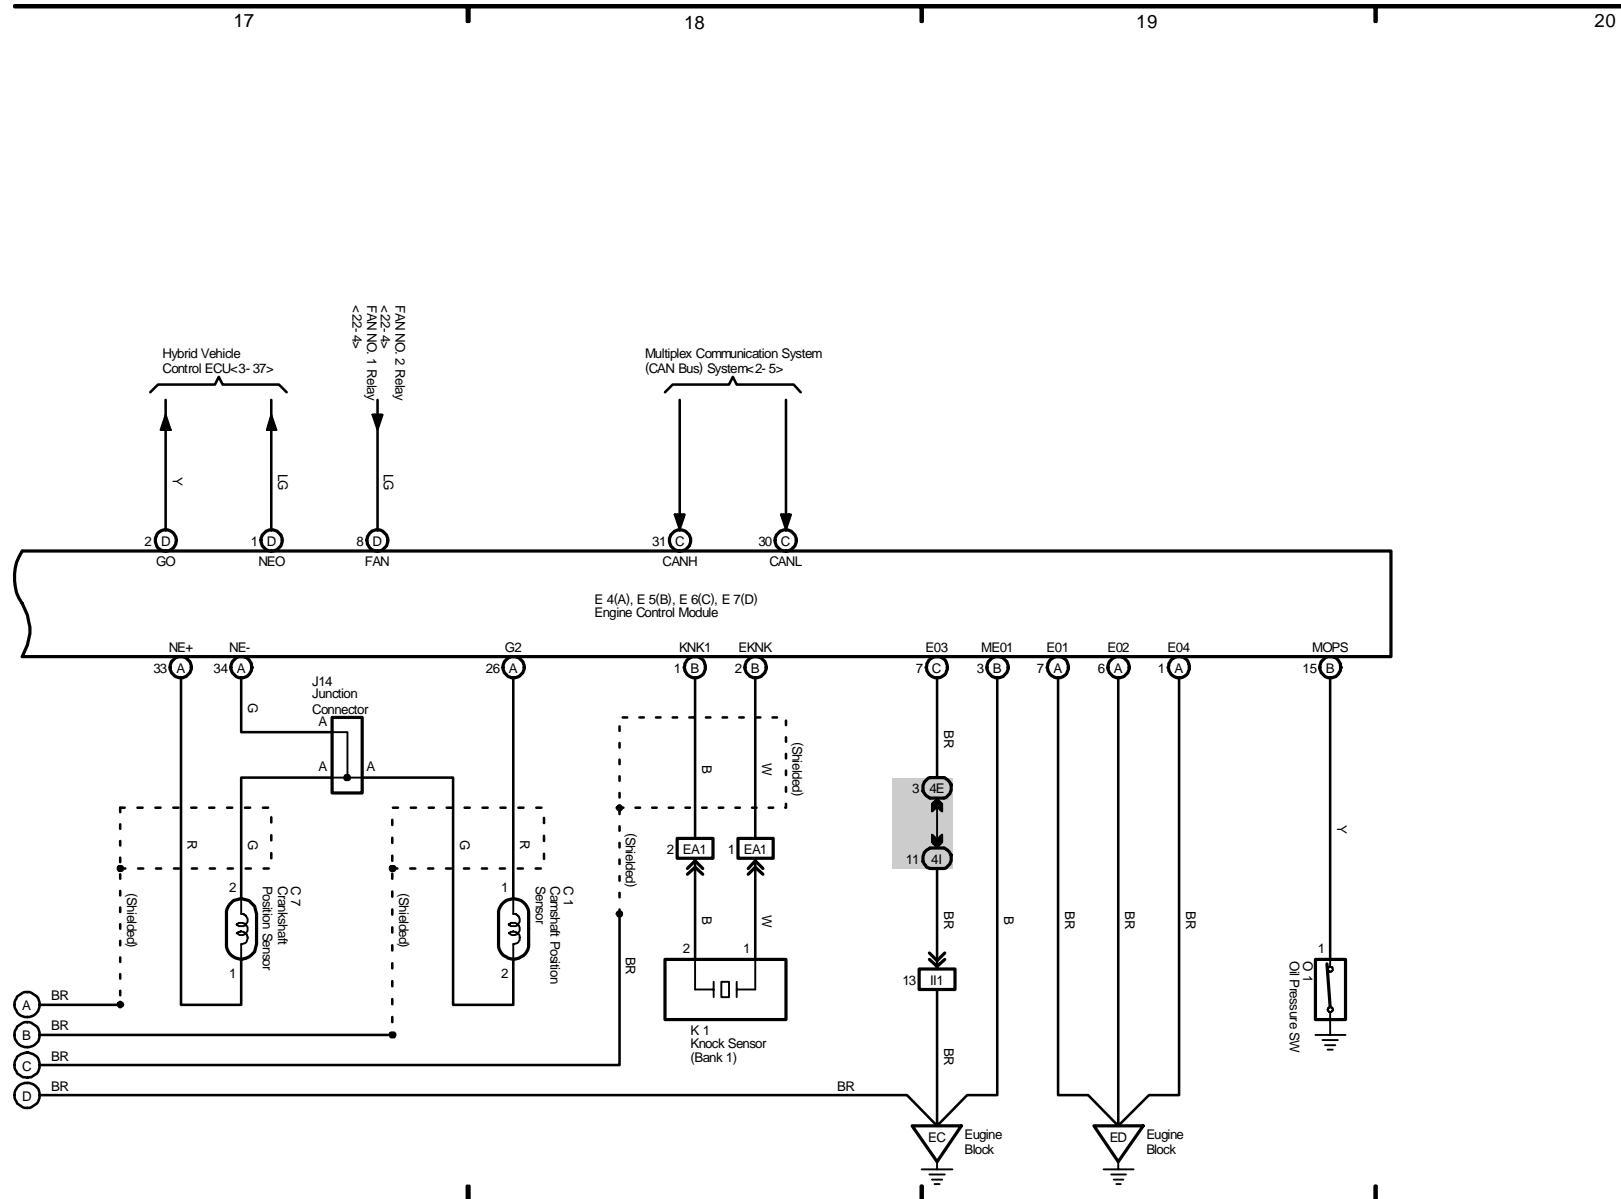 17
18
19
20
Hybrid Vehicle
Control ECU<3-37>
FAN NO. 2 Relay
<22-4>
FAN NO. 1 Relay
<22-4>
Multiplex Communication System
(CAN Bus) System<2-5>
Y
LG
LG
2 D
1 D
8 D
31 C
30 C
GO
NEO
FAN
CANH
CANL
E 4(A), E 5(B), E 6(C), E 7(D)
Engine Control Module
NE+
NE-
G2
KNK1
EKNK
E03
ME01
E01
E02
E04
MOPS
33 A
34 A
26 A
1 B
2 B
7 C
3 B
7 A
6 A
1 A
15 B
J14
Junction
Connector
G
A
A
A
BR
B
W
(Shielded)
3 4E
R
G
G
R
2 EA1
1 EA1
(Shielded)
11 4I
Y
2
C 7
Crankshaft
Position Sensor
1
(Shielded)
(Shielded)
1
C 1
Camshaft Position
Sensor
2
B
W
BR
B
BR
BR
BR
BR
2
1
13 II1
1
O 1
Oil Pressure SW
K 1
Knock Sensor
(Bank 1)
BR
A BR
B BR
C BR
D BR
BR
EC
Eugine
Block
ED
Eugine
Block